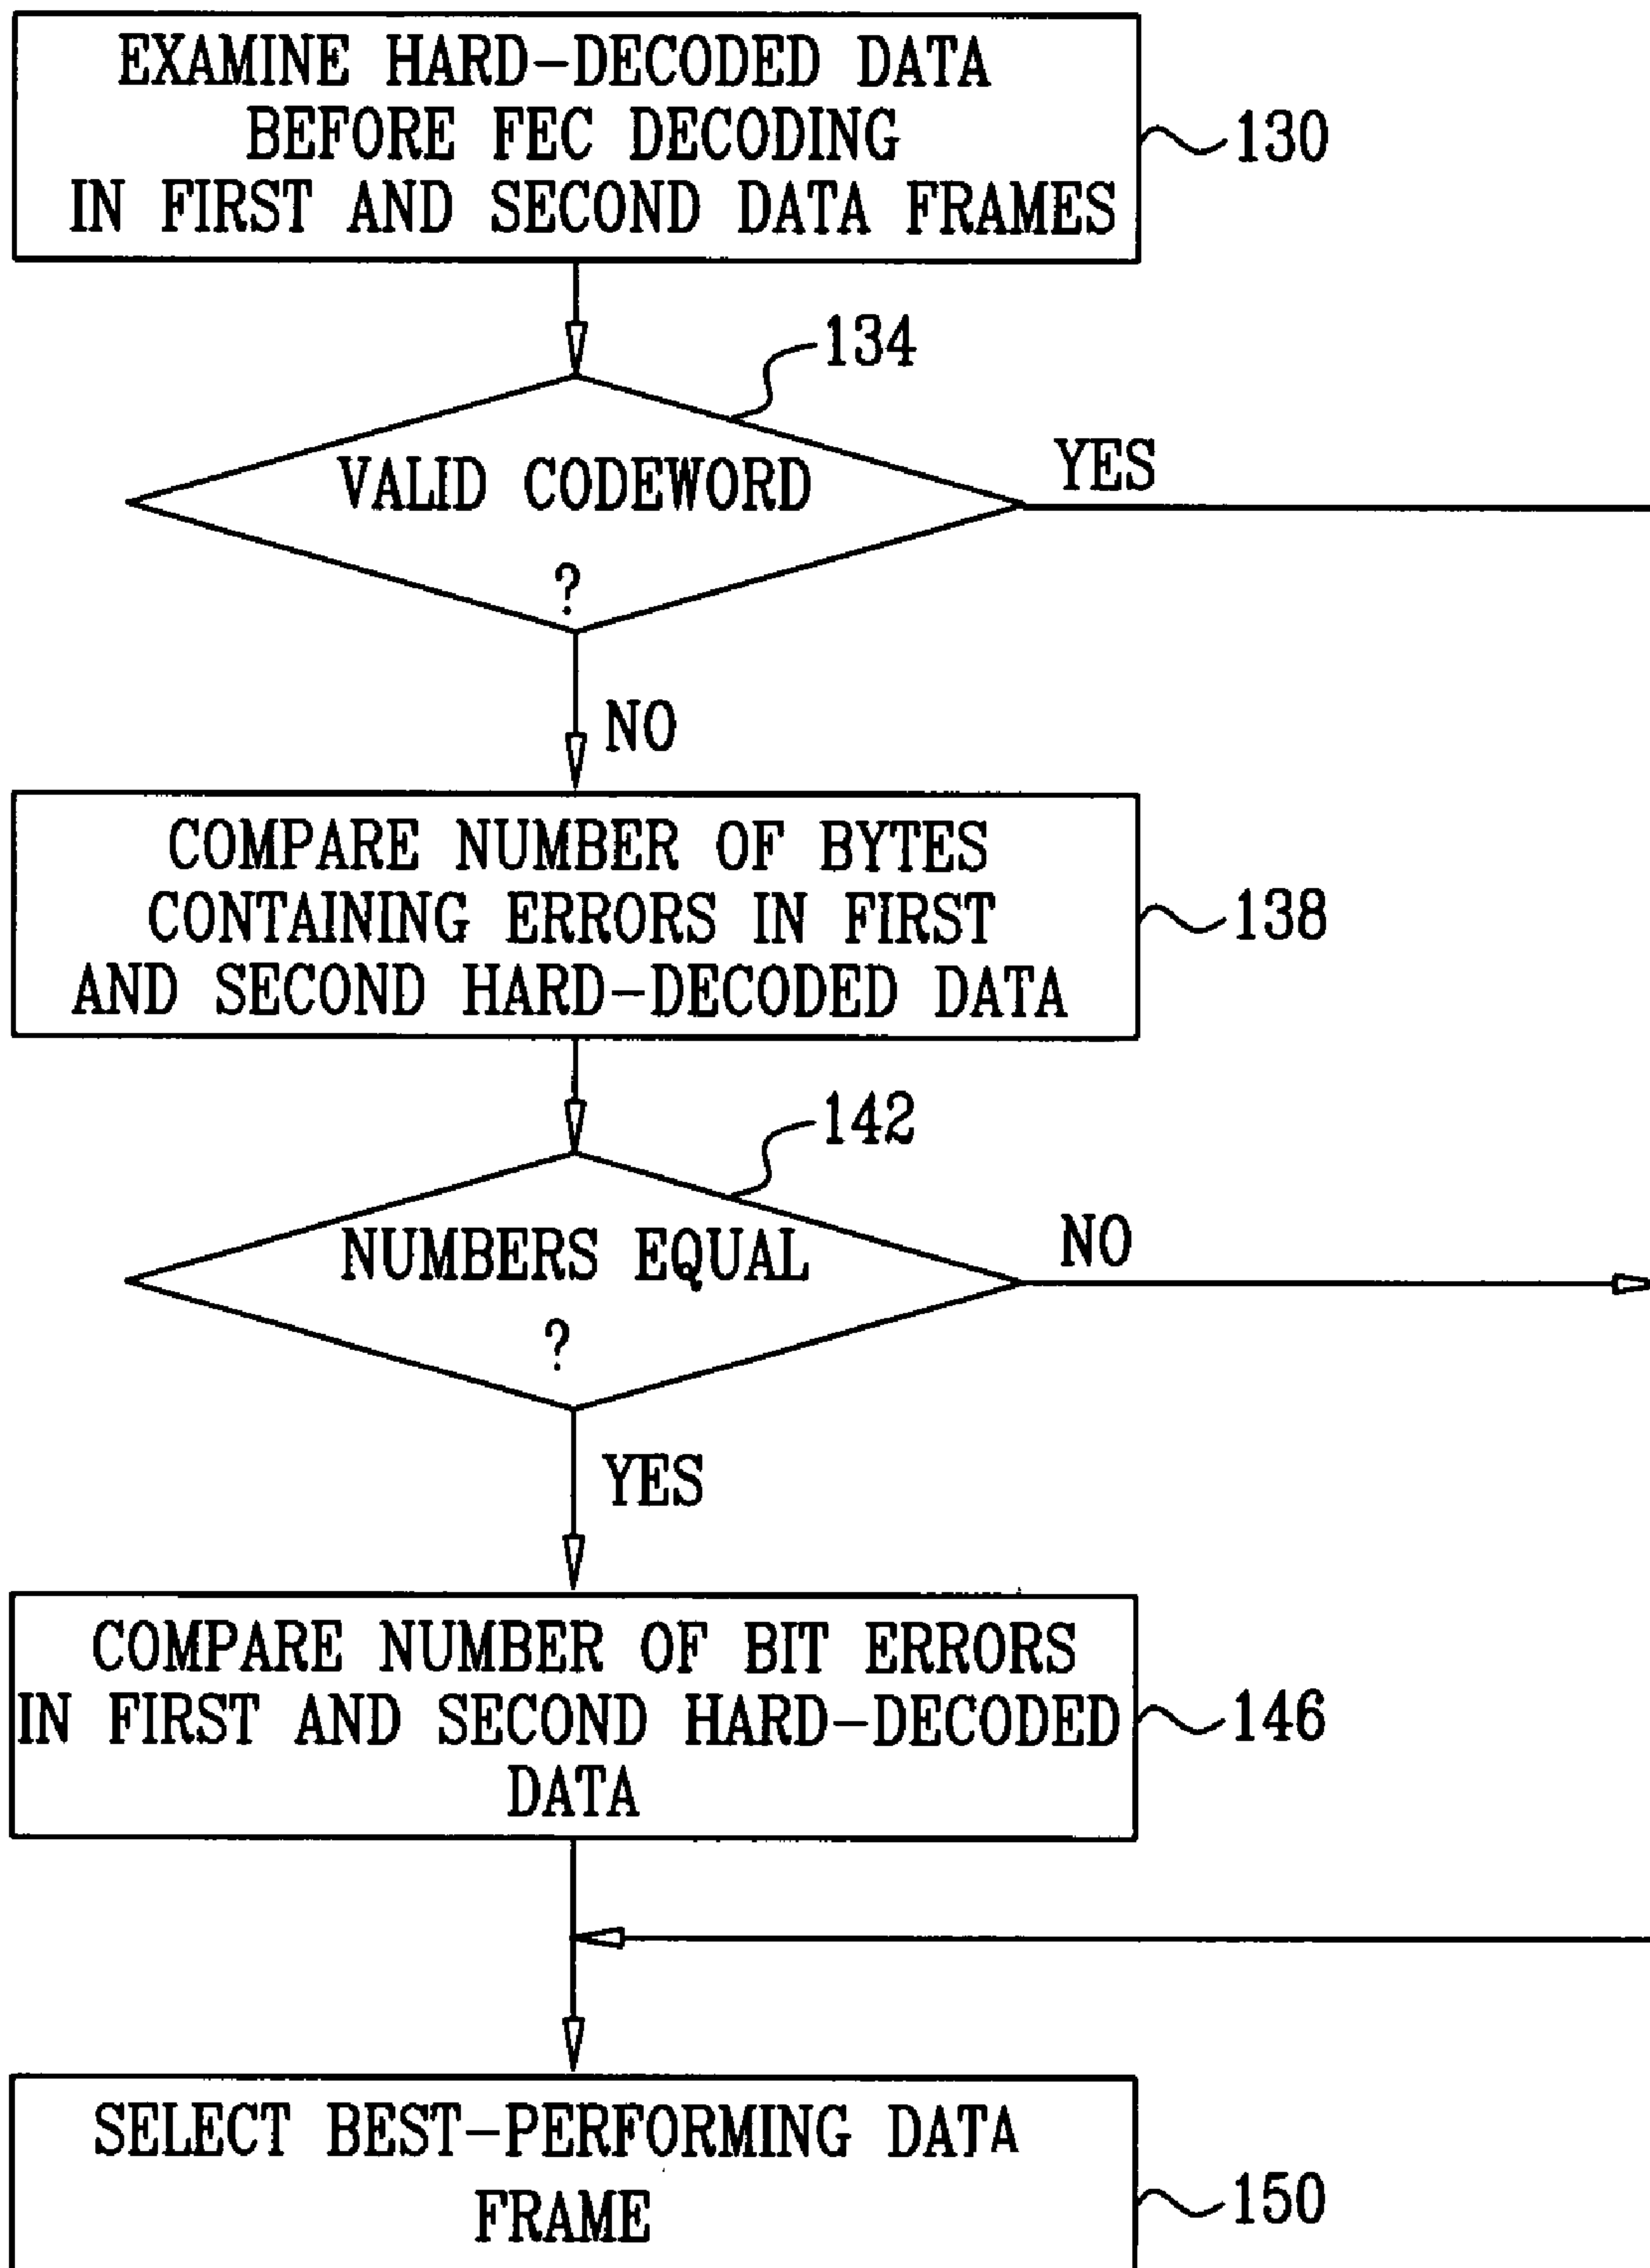 EXAMINE HARD-DECODED DATA
BEFORE FEC DECODING
IN FIRST AND SECOND DATA FRAMES
130
134
VALID CODEWORD
?
YES
NO
COMPARE NUMBER OF BYTES
CONTAINING ERRORS IN FIRST
AND SECOND HARD-DECODED DATA
138
142
NUMBERS EQUAL
?
NO
YES
COMPARE NUMBER OF BIT ERRORS
IN FIRST AND SECOND HARD-DECODED
DATA
146
SELECT BEST-PERFORMING DATA
FRAME
150